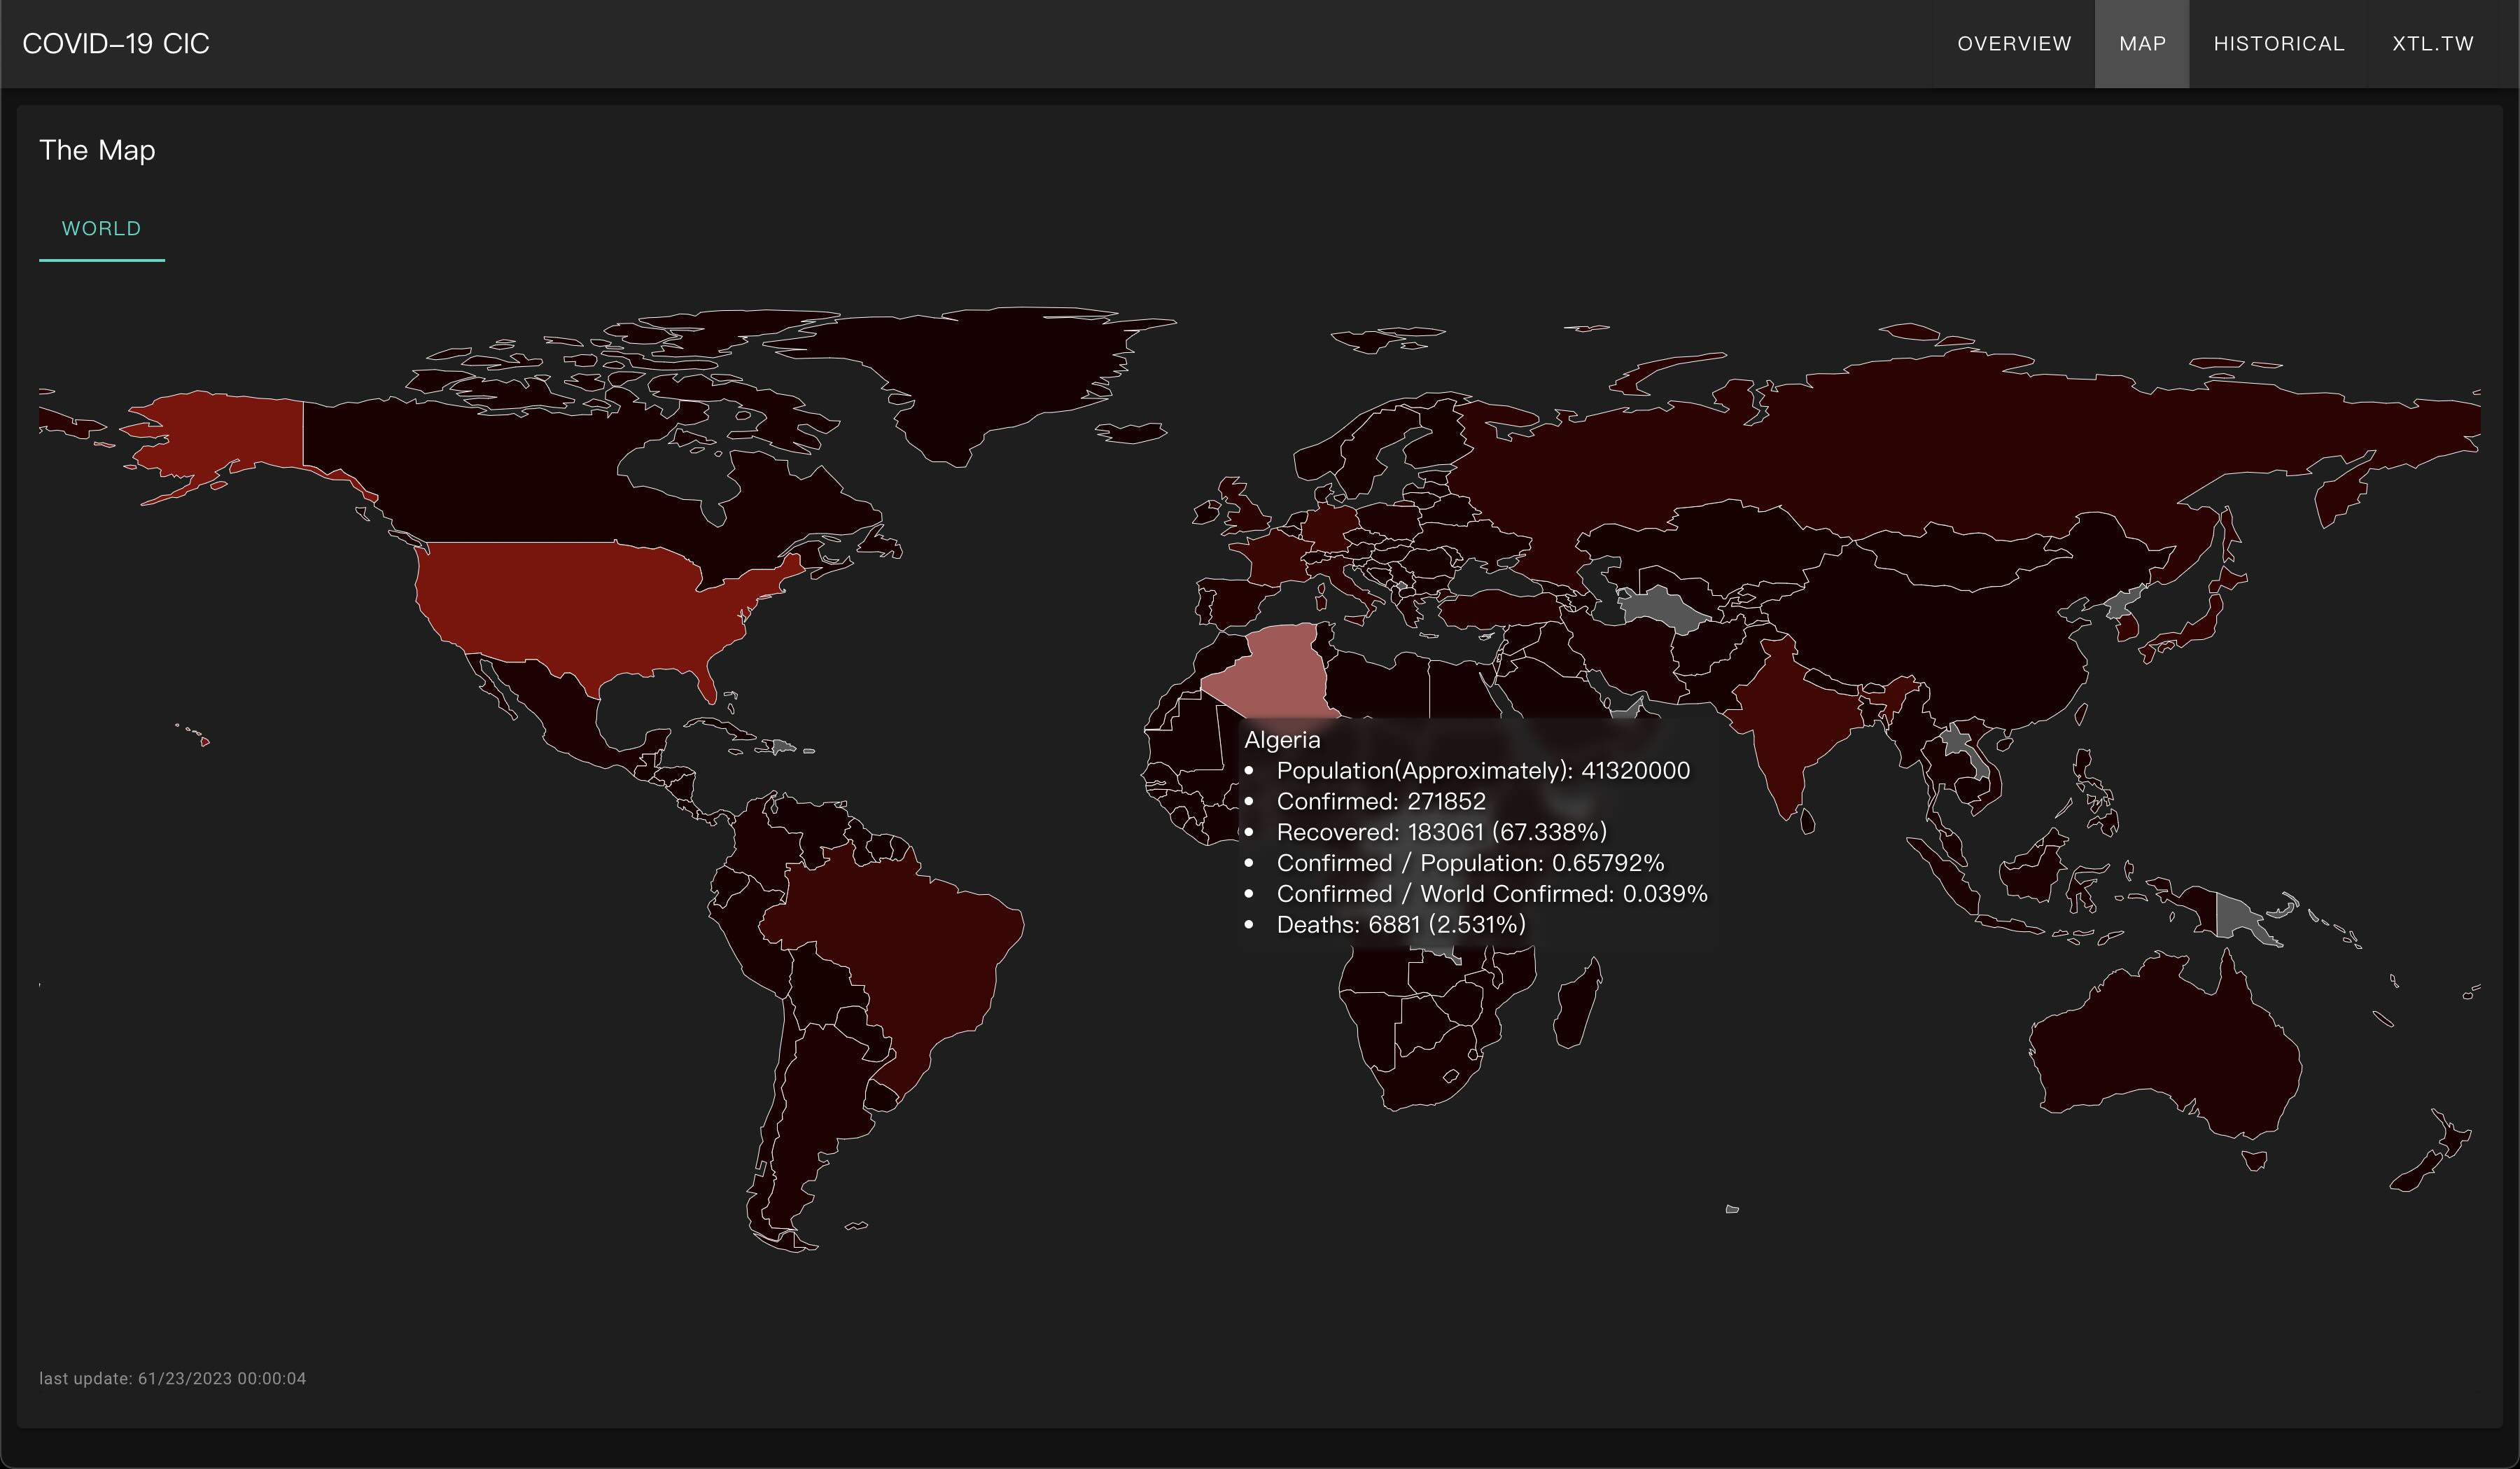 COVID–19 CIC
OVERVIEW
MAP
HISTORICAL
XTL.TW
The Map
WORLD
Algeria
• Population(Approximately): 41320000
• Confirmed: 271852
• Recovered: 183061 (67.338%)
• Confirmed / Population: 0.65792%
• Confirmed / World Confirmed: 0.039%
• Deaths: 6881 (2.531%)
last update: 61/23/2023 00:00:04